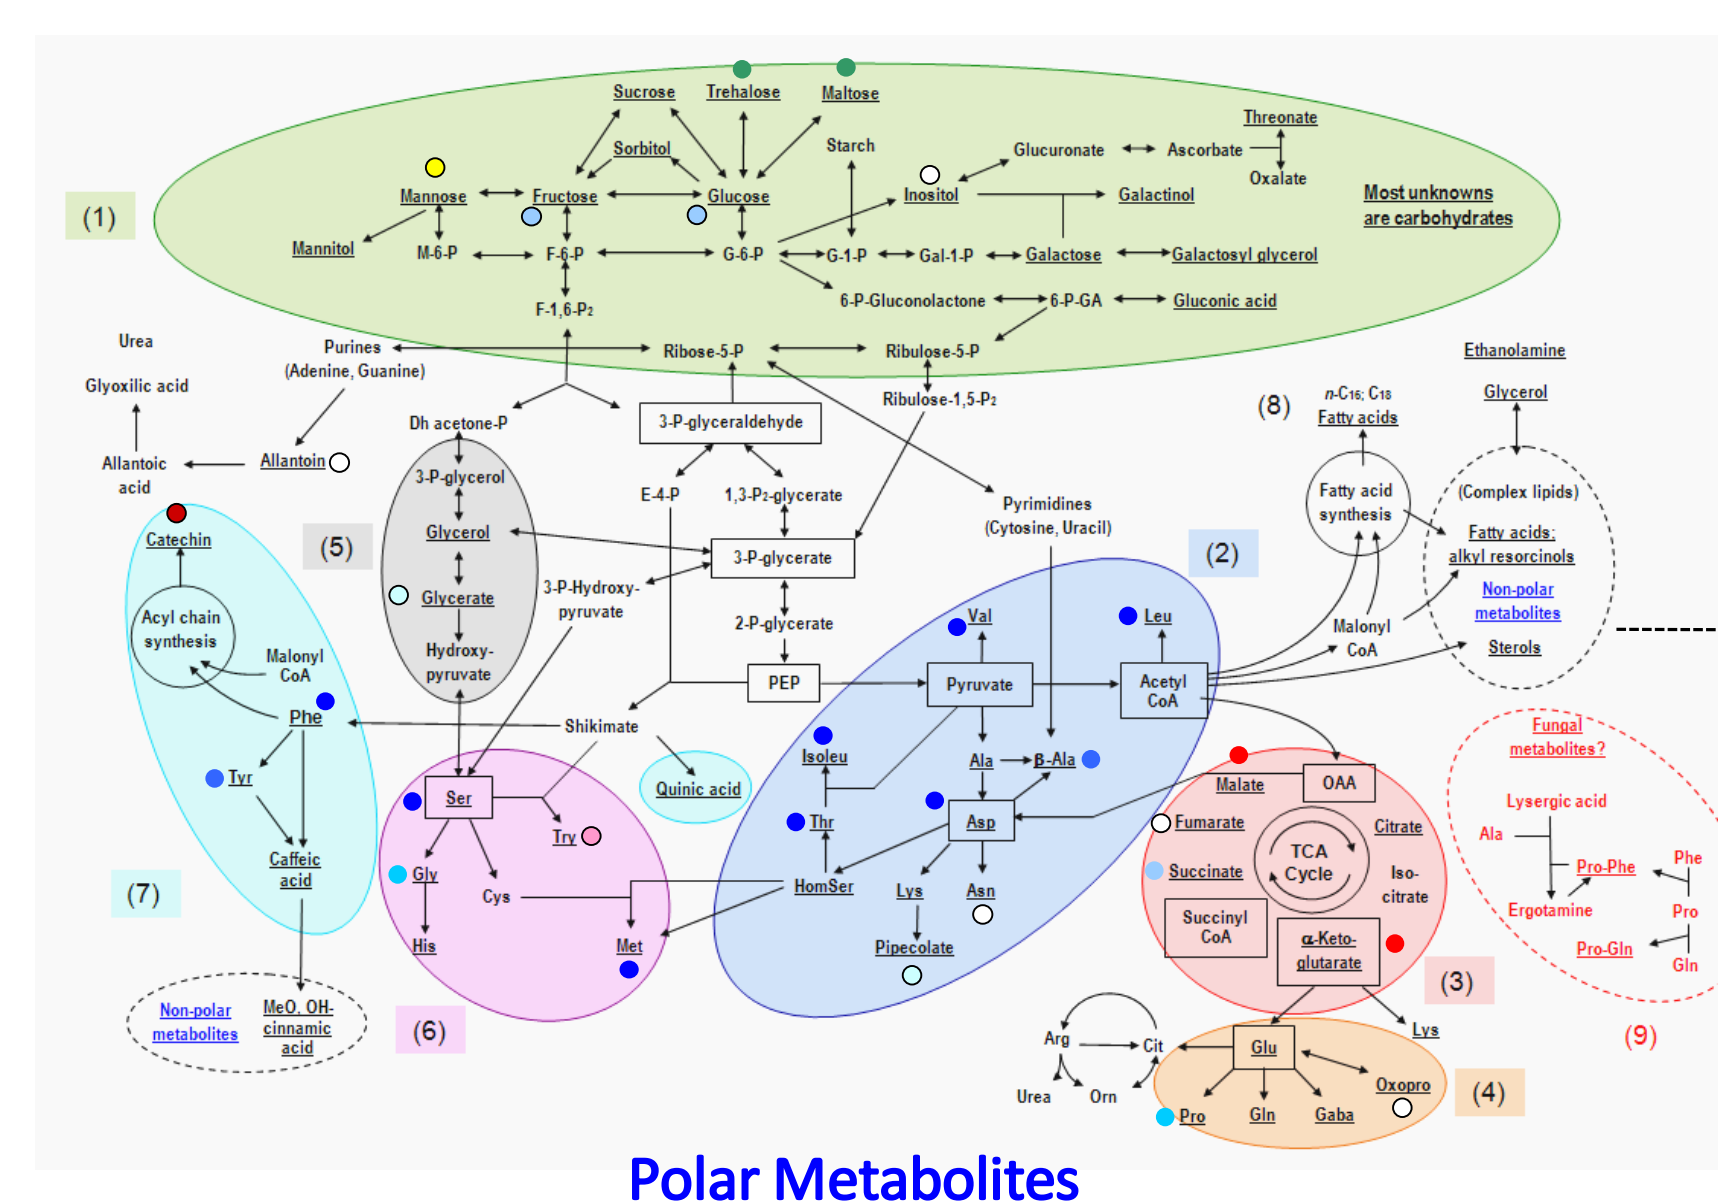 Sucrose
Trehalose
Maltose
Threonate
Sorbitol
Starch
Glucuronate
Ascorbate
Oxalate
Mannose
Fructose
Glucose
Inositol
Galactinol
Most unknowns
are carbohydrates
(1)
Mannitol
M-6-P
F-6-P
G-6-P
G-1-P
Gal-1-P
Galactose
Galactosyl glycerol
6-P-Gluconolactone
6-P-GA
Gluconic acid
F-1,6-P2
Urea
Purines
(Adenine, Guanine)
Ribose-5-P
Ribulose-5-P
Ethanolamine
Glyoxilic acid
Ribulose-1,5-P2
(8)
n-C16; C18
Fatty acids
Glycerol
Dh acetone-P
3-P-glyceraldehyde
Allantoic
acid
Allantoin
3-P-glycerol
E-4-P
1,3-P2-glycerate
Pyrimidines
(Cytosine, Uracil)
Fatty acid
synthesis
(Complex lipids)
Fatty acids:
alkyl resorcinols
Non-polar
metabolites
Sterols
Catechin
(5)
Glycerol
3-P-glycerate
(2)
Glycerate
3-P-Hydroxy-
pyruvate
Acyl chain
synthesis
2-P-glycerate
Val
Leu
Malonyl
CoA
Malonyl
CoA
Hydroxy-
pyruvate
PEP
Pyruvate
Acetyl
CoA
Phe
Shikimate
Fungal
metabolites?
Isoleu
Ala
β-Ala
Tyr
Ser
Quinic acid
Malate
OAA
Lysergic acid
Try
Thr
Asp
Fumarate
Citrate
Ala
TCA
Cycle
Caffeic
acid
Gly
Cys
HomSer
Lys
Asn
Succinate
Iso-
citrate
Pro-Phe
Phe
(7)
Ergotamine
Pro
Succinyl
CoA
α-Keto-
glutarate
His
Met
Pipecolate
Pro-Gln
Gln
(3)
Non-polar
metabolites
MeO. OH-
cinnamic
acid
(6)
Arg
Cit
Glu
Lys
(9)
Urea
Orn
Oxopro
(4)
Pro
Gln
Gaba
Polar Metabolites